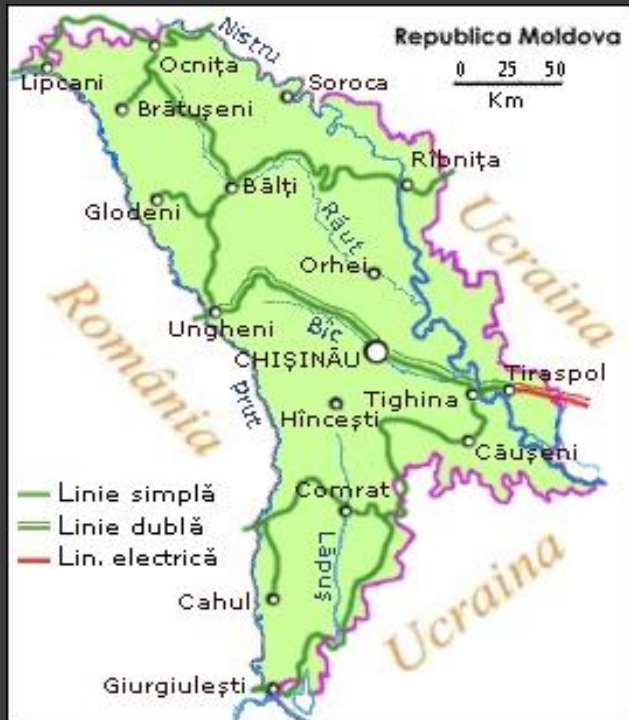 Republica Moldova
0 25 50
Km
Nistru
Ocnița
Lipcani
Soroca
Brătușeni
Rîbnița
Bălți
Glodeni
Răut
Ucraina
Orhei
România
Ungheni
Bîc
CHIȘINĂU
Tiraspol
Tighina
prut
Hîncești
Căușeni
Linie simplă
Comrat
Linie dublă
Lin. electrică
Lăpuș
Cahul
Ucraina
Giurgiulești